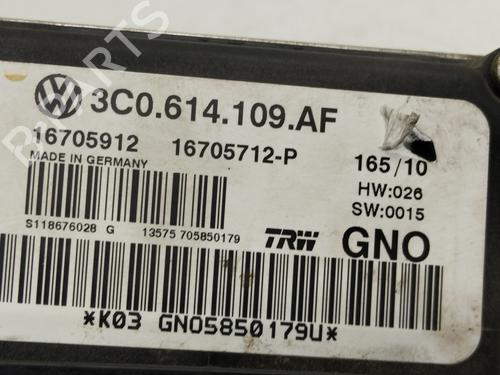 3C0.614.109.AF
16705912 16705712-P 165/10
MADE IN GERMANY HW:026
SW:0015
S118676028 G 13575 705850179 TRW GNO
*K03 GNO5850179U*